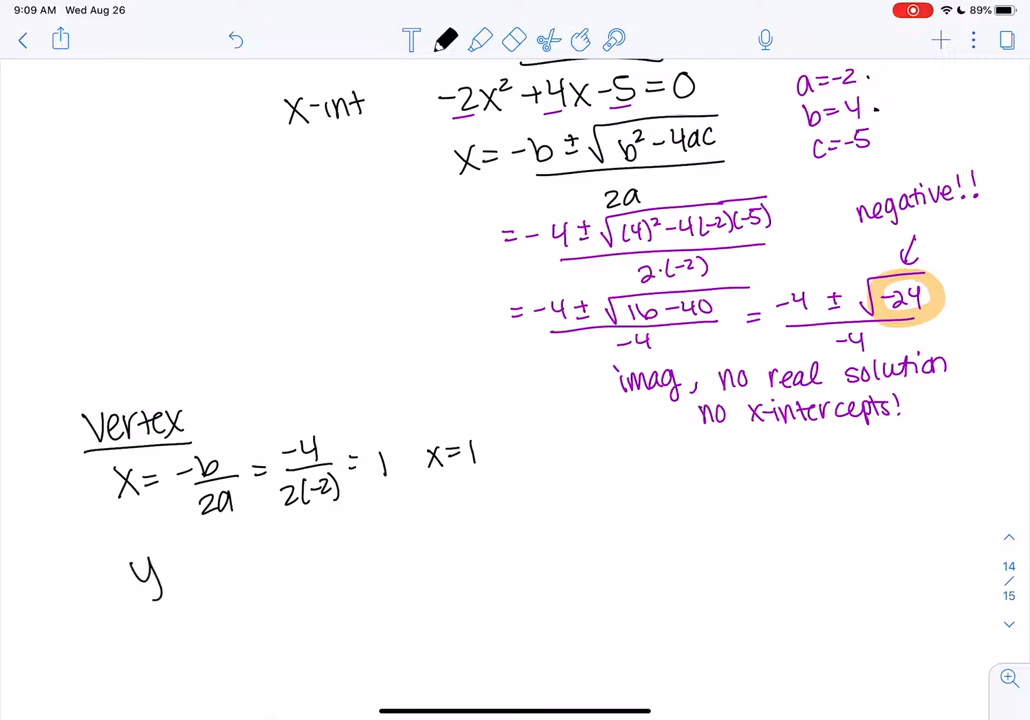 9:09 AM Wed Aug 26
89%
x-int
-2x² +4x -5 = 0
a=-2
b=4
c=-5
x = -b ± √b² - 4ac
2a
negative!!
= -4 ± √(4)² - 4(-2)(-5)
2·(-2)
= -4 ± √16 - 40 = -4 ± √-24
-4 -4
imag, no real solution
no x-intercepts!
Vertex
x = -b/2a = -4/2(-2) = 1 x=1
y
14
/
15